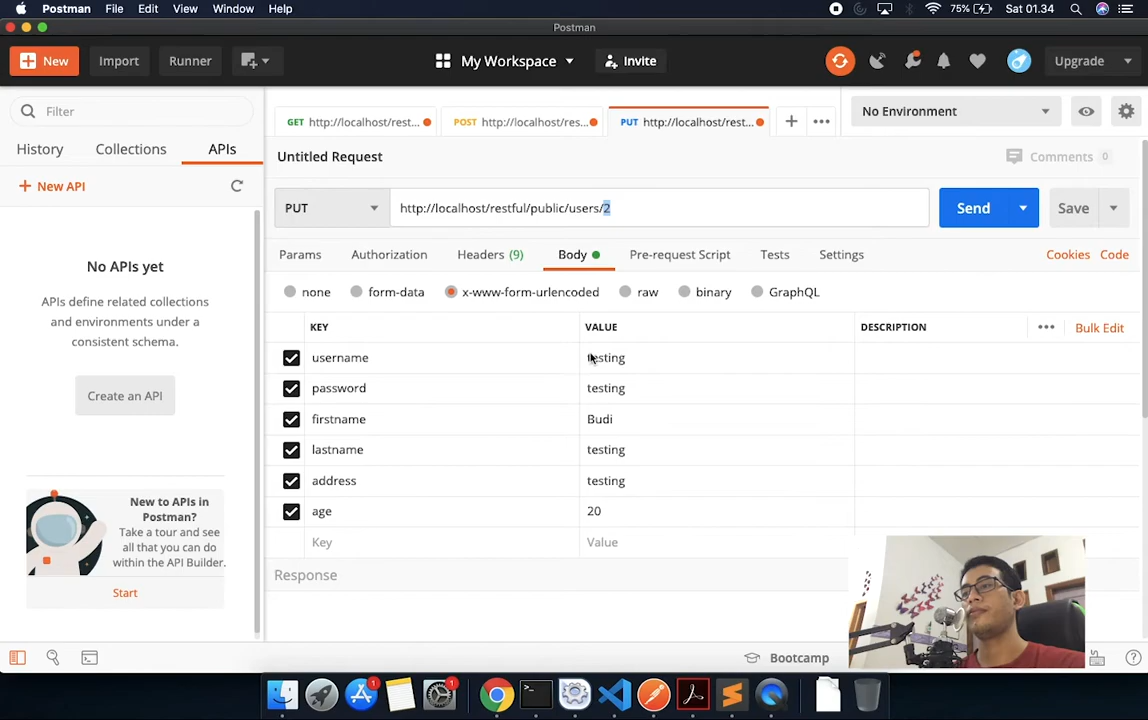 Postman File Edit View Window Help 75% Sat 01.34
Postman
New Import Runner My Workspace Invite Upgrade
Filter
History Collections APIs
+ New API
No APIs yet
APIs define related collections
and environments under a
consistent schema.
Create an API
New to APIs in
Postman?
Take a tour and see
all that you can do
within the API Builder.
Start
GET http://localhost/rest... POST http://localhost/rest... PUT http://localhost/rest... + ...
No Environment
Untitled Request
Comments 0
PUT http://localhost/restful/public/users/2 Send Save
Params Authorization Headers (9) Body Pre-request Script Tests Settings Cookies Code
none form-data x-www-form-urlencoded raw binary GraphQL
KEY VALUE DESCRIPTION ... Bulk Edit
username testing
password testing
firstname Budi
lastname testing
address testing
age 20
Key Value
Response
Bootcamp
1 1